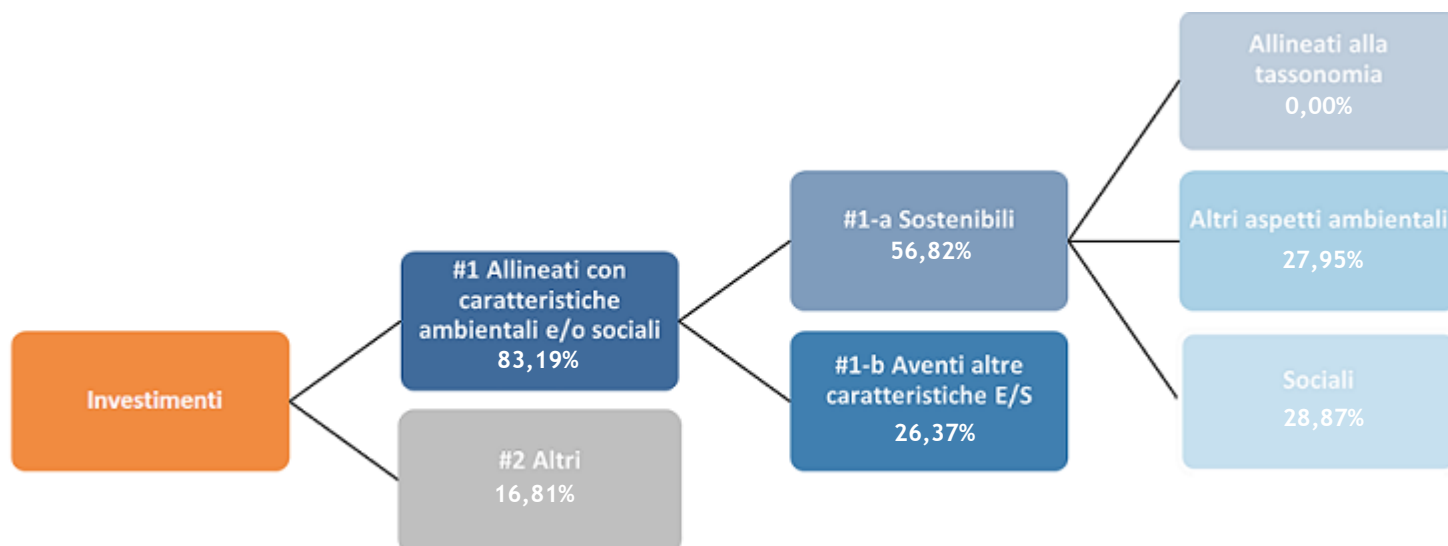 Investimenti
#1 Allineati con
caratteristiche
ambientali e/o sociali
83,19%
#2 Altri
16,81%
#1-a Sostenibili
56,82%
#1-b Aventi altre
caratteristiche E/S
26,37%
Allineati alla
tassonomia
0,00%
Altri aspetti ambientali
27,95%
Sociali
28,87%